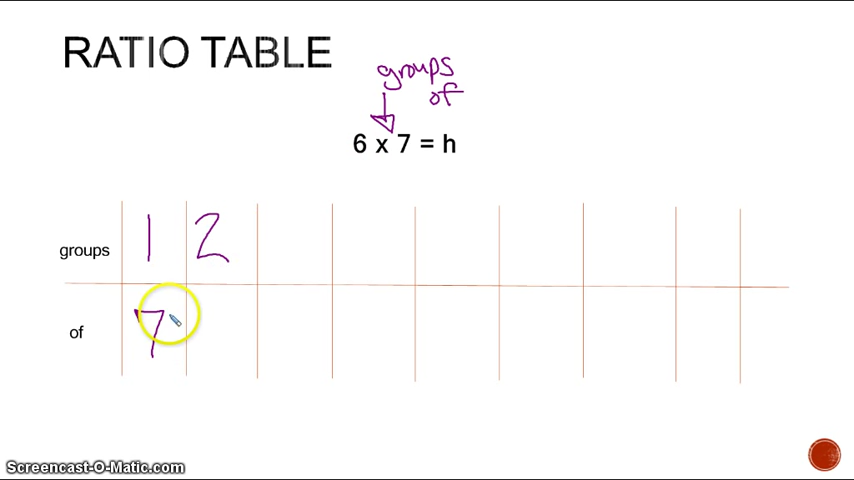 RATIO TABLE
groups
of
6 x 7 = h
groups 1 2
of 7
Screencast-O-Matic.com